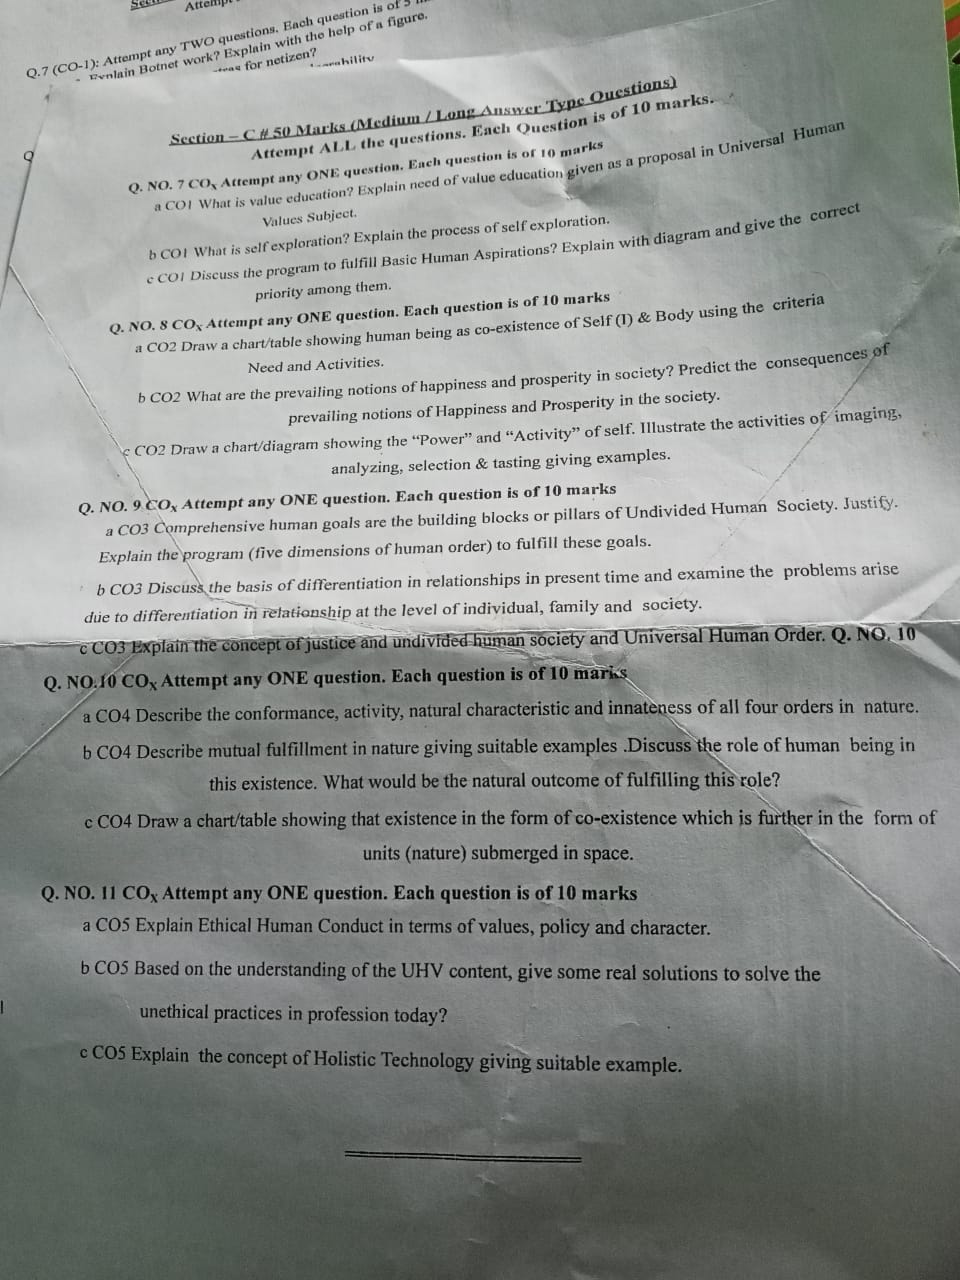 Q.7 (CO-1): Attempt any TWO questions. Each question is of 5
Explain Botnet work? Explain with the help of a figure.
for netizen?
Section – C # 50 Marks (Medium / Long Answer Type Questions)
Attempt ALL the questions. Each Question is of 10 marks.
Q. NO. 7 COx Attempt any ONE question. Each question is of 10 marks
a CO1 What is value education? Explain need of value education given as a proposal in Universal Human
Values Subject.
b CO1 What is self exploration? Explain the process of self exploration.
c CO1 Discuss the program to fulfill Basic Human Aspirations? Explain with diagram and give the correct
priority among them.
Q. NO. 8 COx Attempt any ONE question. Each question is of 10 marks
a CO2 Draw a chart/table showing human being as co-existence of Self (I) & Body using the criteria
Need and Activities.
b CO2 What are the prevailing notions of happiness and prosperity in society? Predict the consequences of
prevailing notions of Happiness and Prosperity in the society.
c CO2 Draw a chart/diagram showing the “Power” and “Activity” of self. Illustrate the activities of imaging,
analyzing, selection & tasting giving examples.
Q. NO. 9 COx Attempt any ONE question. Each question is of 10 marks
a CO3 Comprehensive human goals are the building blocks or pillars of Undivided Human Society. Justify.
Explain the program (five dimensions of human order) to fulfill these goals.
b CO3 Discuss the basis of differentiation in relationships in present time and examine the problems arise
due to differentiation in relationship at the level of individual, family and society.
c CO3 Explain the concept of justice and undivided human society and Universal Human Order. Q. NO. 10
Q. NO.10 COx Attempt any ONE question. Each question is of 10 marks
a CO4 Describe the conformance, activity, natural characteristic and innateness of all four orders in nature.
b CO4 Describe mutual fulfillment in nature giving suitable examples .Discuss the role of human being in
this existence. What would be the natural outcome of fulfilling this role?
c CO4 Draw a chart/table showing that existence in the form of co-existence which is further in the form of
units (nature) submerged in space.
Q. NO. 11 COx Attempt any ONE question. Each question is of 10 marks
a CO5 Explain Ethical Human Conduct in terms of values, policy and character.
b CO5 Based on the understanding of the UHV content, give some real solutions to solve the
unethical practices in profession today?
c CO5 Explain the concept of Holistic Technology giving suitable example.